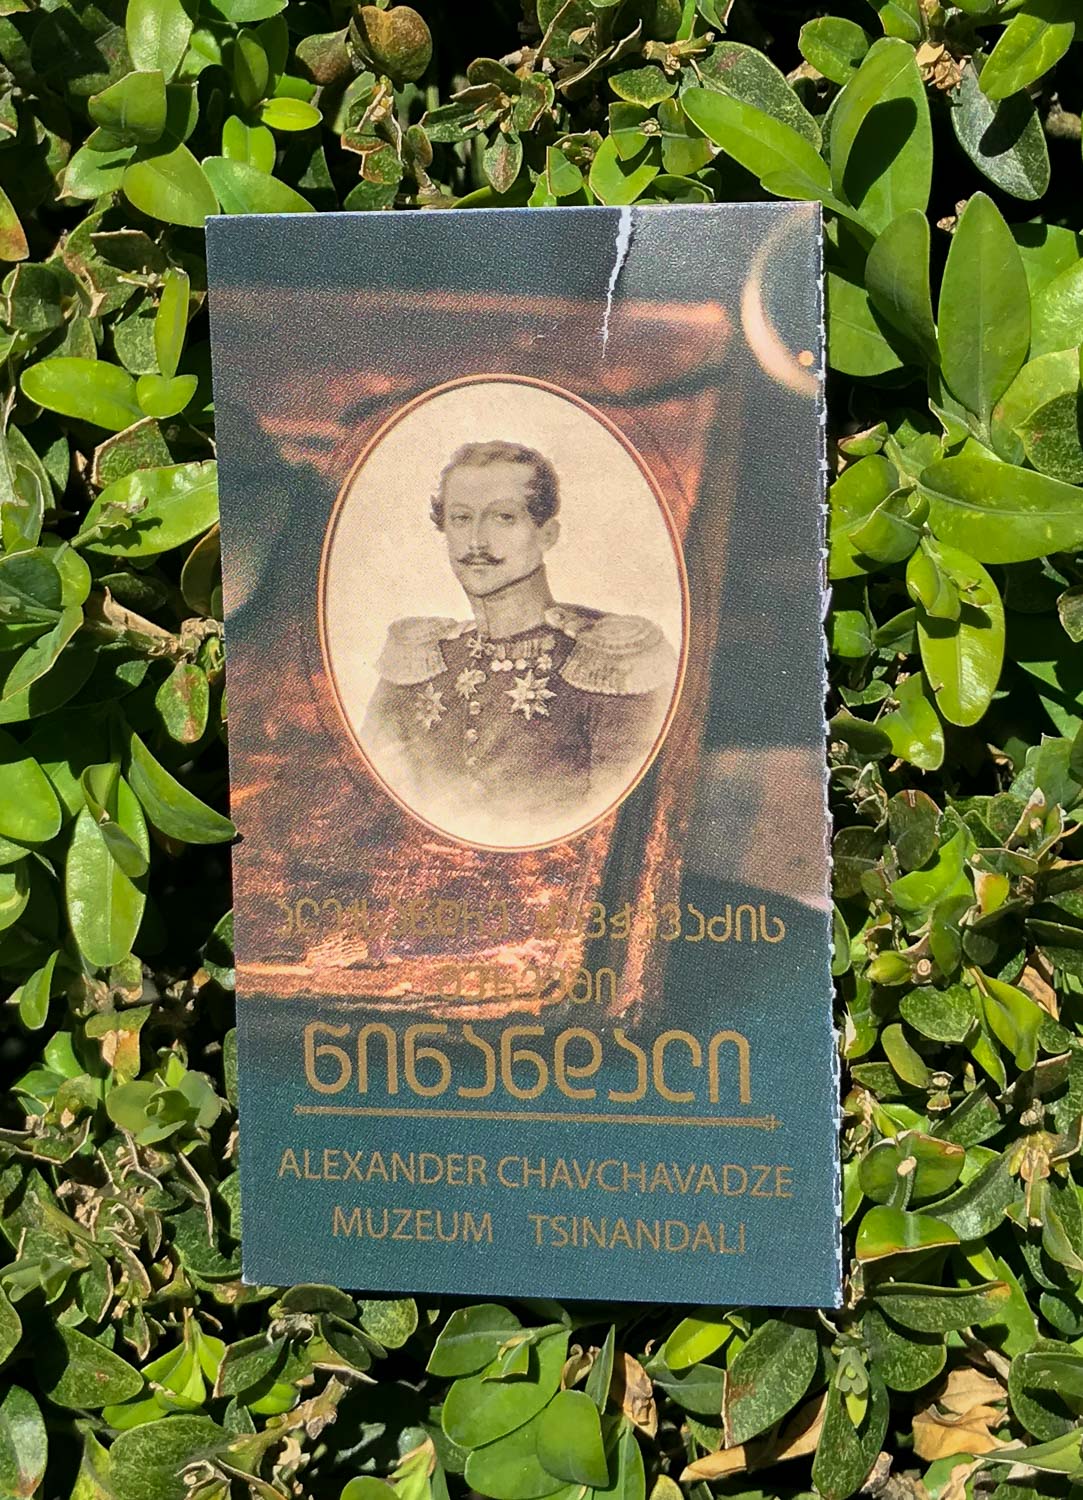 ალექსანდრე ჭავჭავაძის
მუზეუმი
წინანდალი
ALEXANDER CHAVCHAVADZE
MUZEUM TSINANDALI